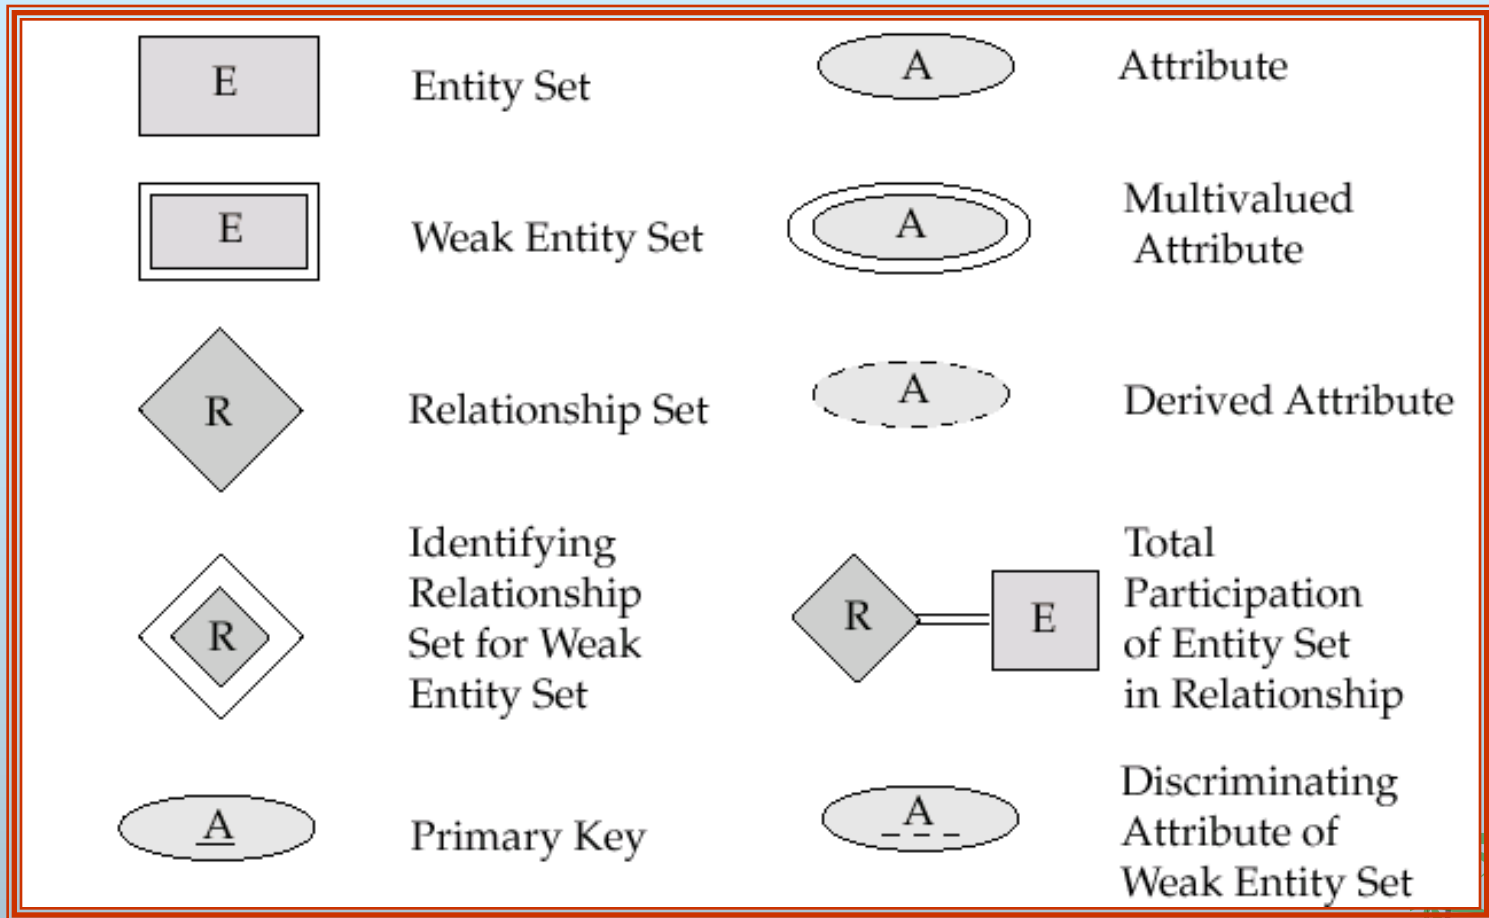 E
Entity Set
A
Attribute
E
Weak Entity Set
A
Multivalued
Attribute
R
Relationship Set
A
Derived Attribute
R
Identifying
Relationship
Set for Weak
Entity Set
R
E
Total
Participation
of Entity Set
in Relationship
A
Primary Key
A
Discriminating
Attribute of
Weak Entity Set